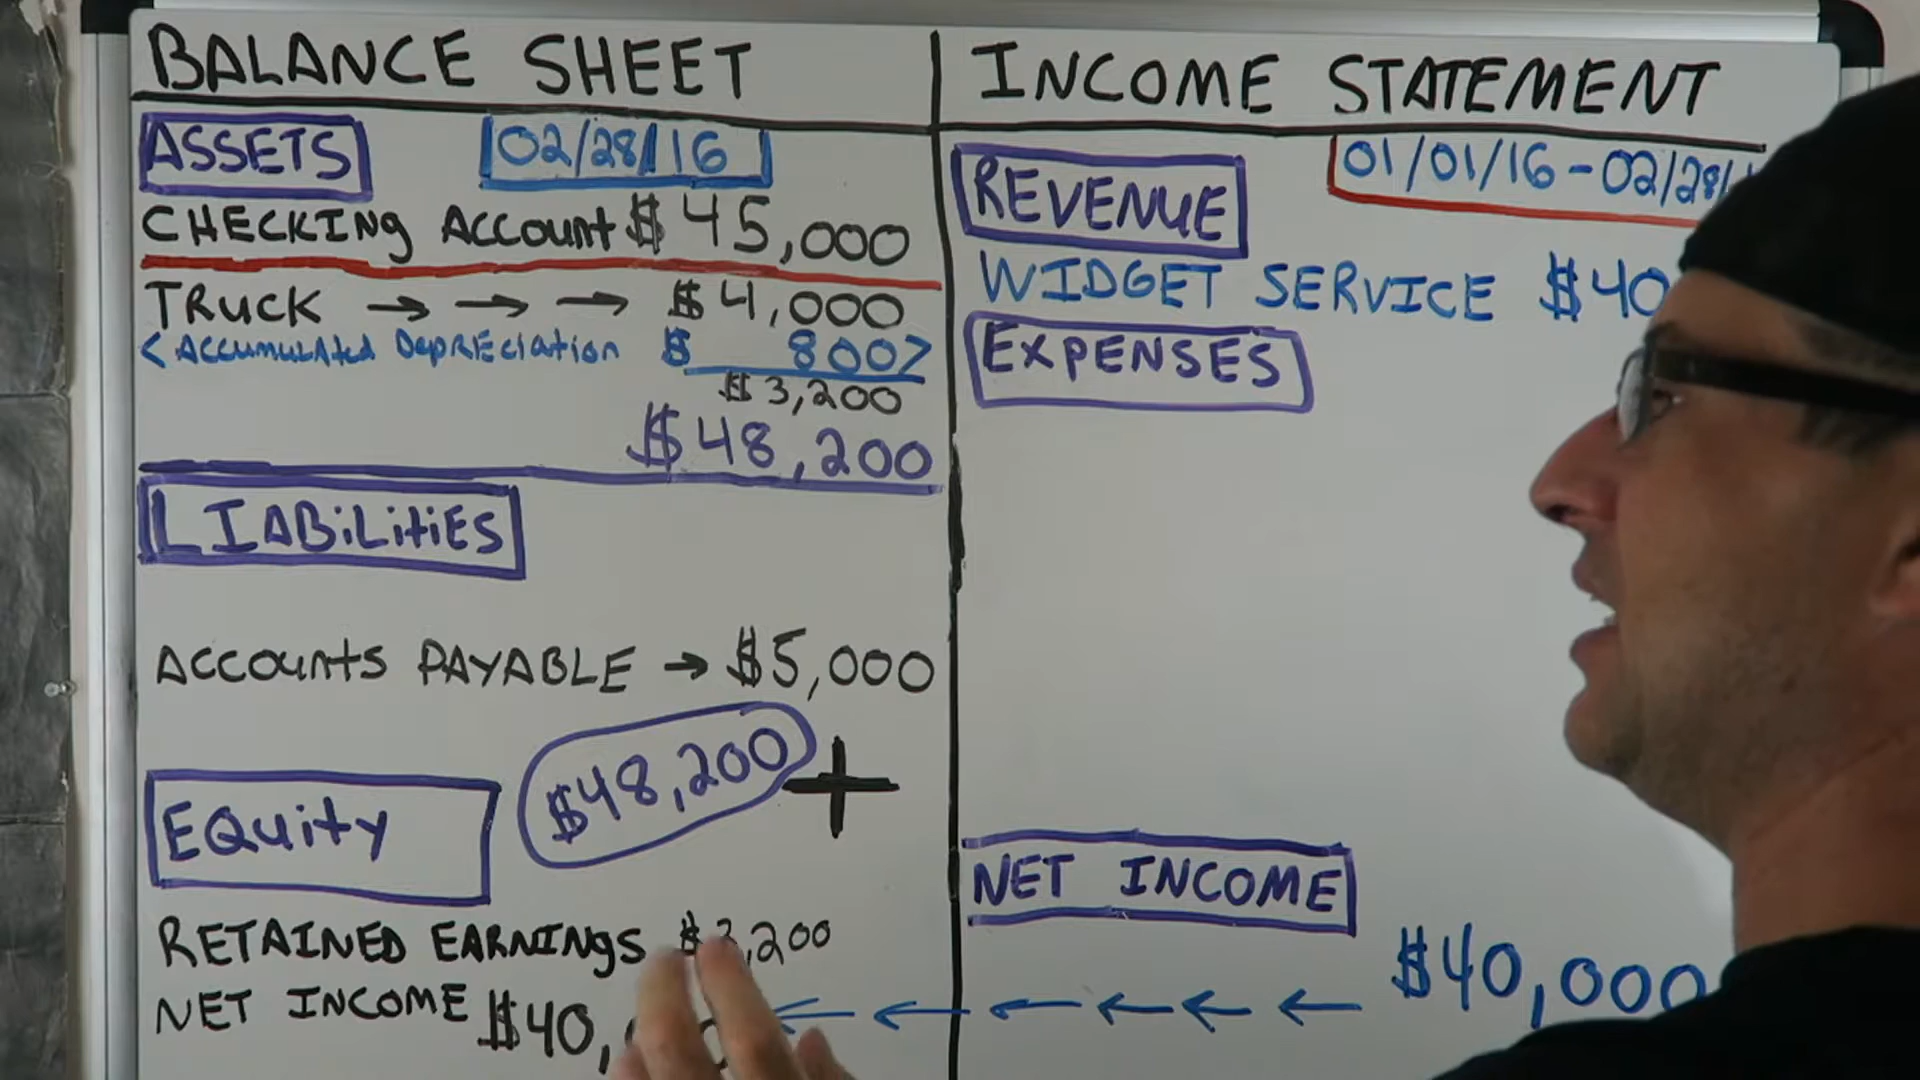 BALANCE SHEET
ASSETS
02/28/16
CHECKINg Account $ 45,000
TRUCK → → → $ 4,000
< Accumulated DepREciation $ 800>
$ 3,200
$ 48,200
LIABiLitiES
Accounts PAYABLE → $5,000
EQuity
$48,200 +
RETAINED EARNINgS $ ,200
NET INCOME $40,
INCOME STATEMENT
REVENUE
01/01/16 - 02/28/
WIDGET SERVICE $40
EXPENSES
NET INCOME
$40,000
← ← ← ← ← ←